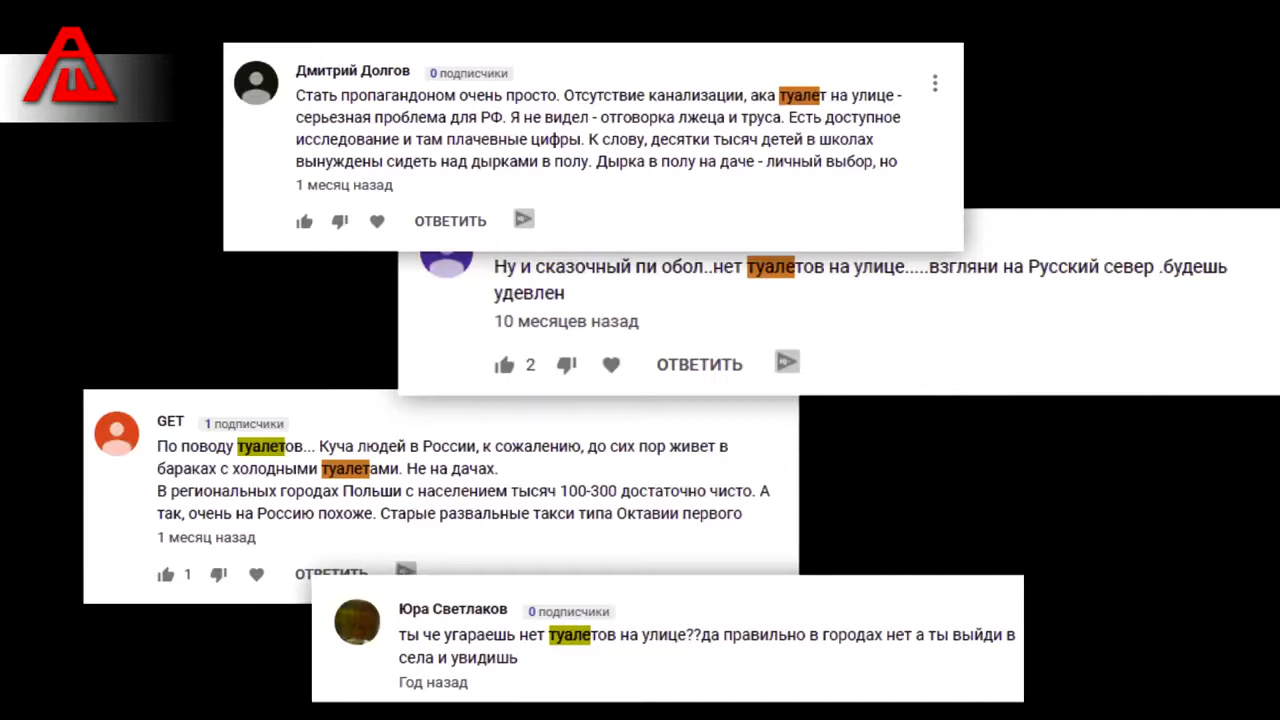 Дмитрий Долгов 0 подписчики
Стать пропагандоном очень просто. Отсутствие канализации, ака туалет на улице -
серьезная проблема для РФ. Я не видел - отговорка лжеца и труса. Есть доступное
исследование и там плачевные цифры. К слову, десятки тысяч детей в школах
вынуждены сидеть над дырками в полу. Дырка в полу на даче - личный выбор, но
1 месяц назад
ОТВЕТИТЬ
Ну и сказочный пи обол..нет туалетов на улице.....взгляни на Русский север .будешь
удевлен
10 месяцев назад
2 ОТВЕТИТЬ
GET 1 подписчики
По поводу туалетов... Куча людей в России, к сожалению, до сих пор живет в
бараках с холодными туалетами. Не на дачах.
В региональных городах Польши с населением тысяч 100-300 достаточно чисто. А
так, очень на Россию похоже. Старые развальные такси типа Октавии первого
1 месяц назад
1 ОТВЕТИТЬ
Юра Светлаков 0 подписчики
ты че угараешь нет туалетов на улице??да правильно в городах нет а ты выйди в
села и увидишь
Год назад